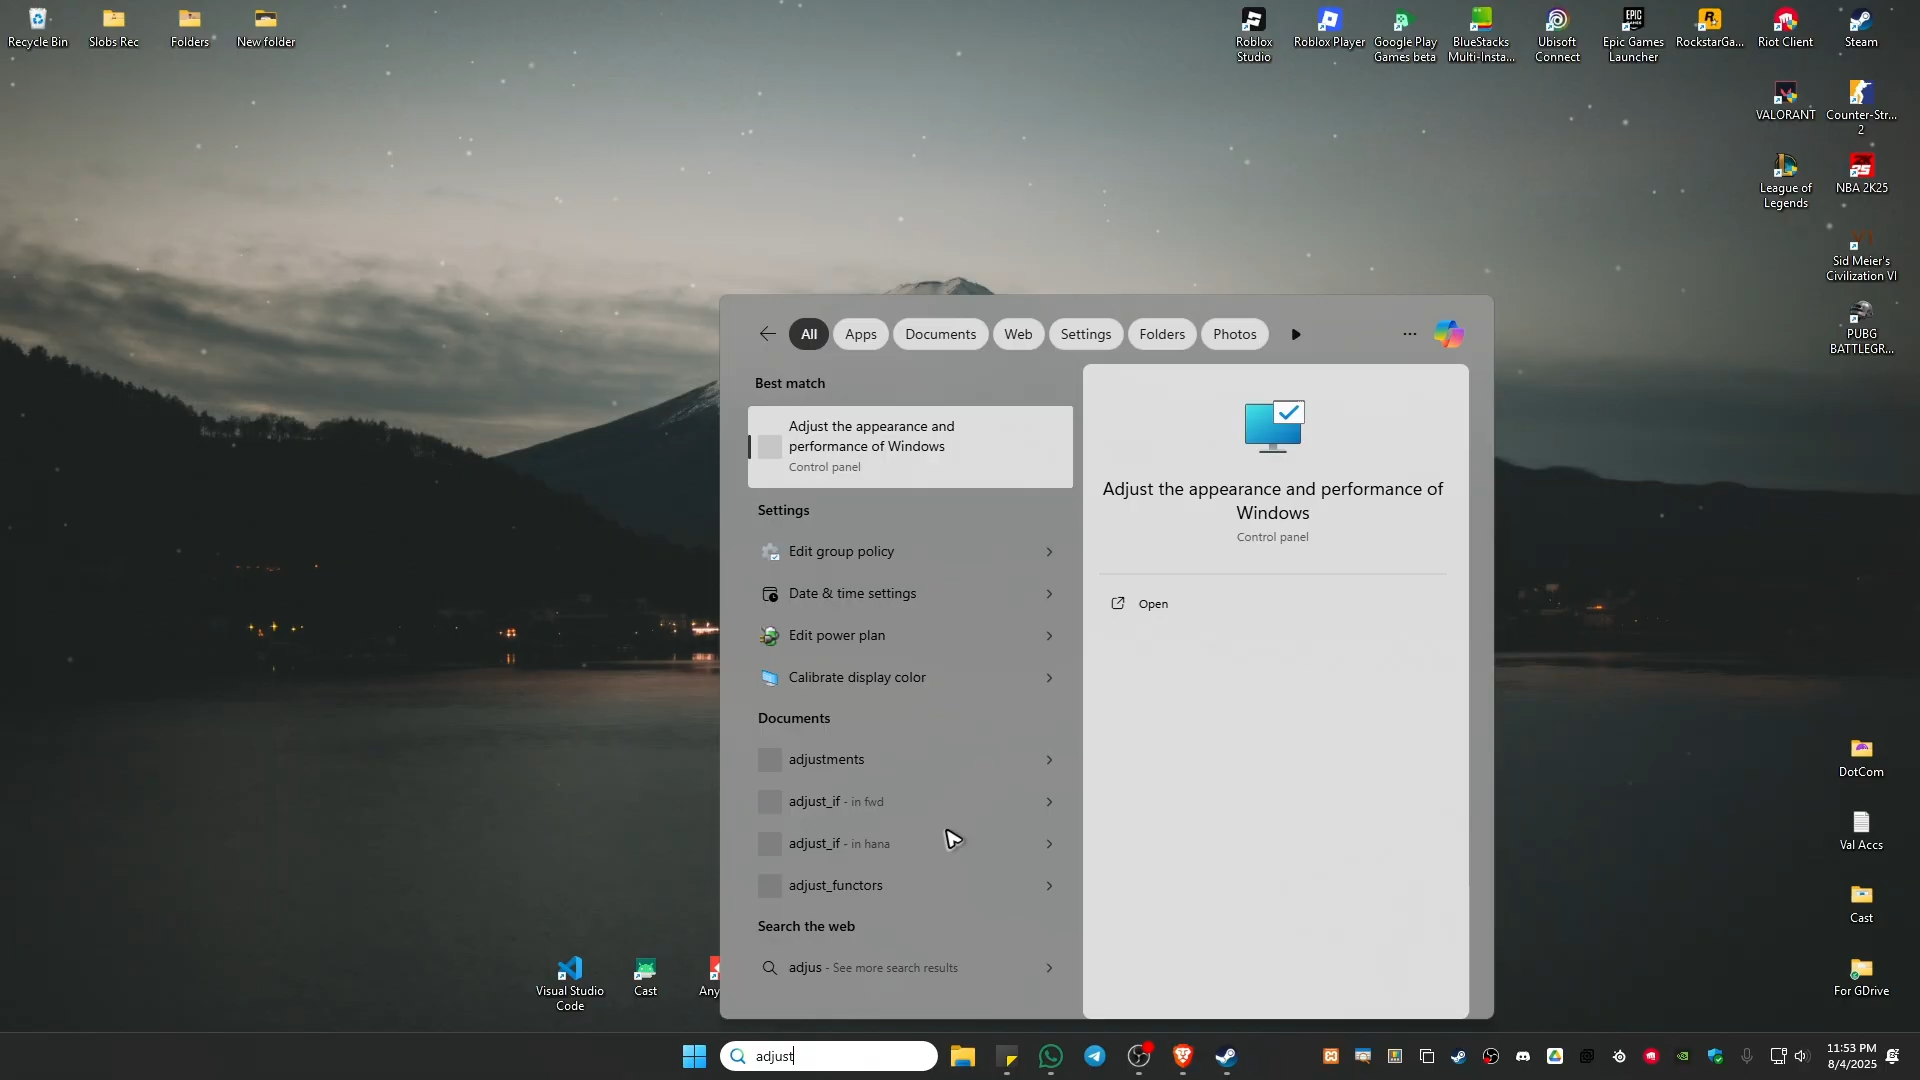 Recycle Bin
Slobs Rec
Folders
New folder
Roblox
Studio
Roblox Player
Google Play
Games beta
BlueStacks
Multi-Insta...
Ubisoft
Connect
EPIC
GAMES
Epic Games
Launcher
RockstarGa...
Riot Client
Steam
VALORANT
Counter-Str...
2
League of
Legends
2K
25
NBA 2K25
VI
Sid Meier's
Civilization VI
PUBG
BATTLEGR...
All
Apps
Documents
Web
Settings
Folders
Photos
...
Best match
Adjust the appearance and
performance of Windows
Control panel
Settings
Edit group policy
Date & time settings
Edit power plan
Calibrate display color
Documents
adjustments
adjust_if - in fwd
adjust_if - in hana
adjust_functors
Search the web
adjus - See more search results
Adjust the appearance and performance of
Windows
Control panel
Open
DotCom
Val Accs
Cast
For GDrive
Visual Studio
Code
Cast
Any
adjust
11:53 PM
8/4/2025